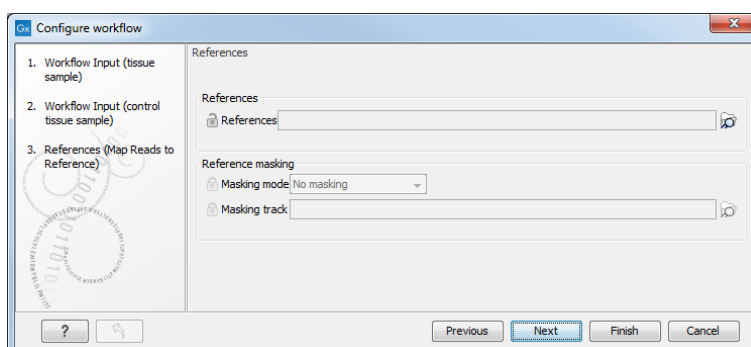 Gx Configure workflow
1. Workflow Input (tissue
sample)
2. Workflow Input (control
tissue sample)
3. References (Map Reads to
Reference)
References
References
References
Reference masking
Masking mode No masking
Masking track
? Previous Next Finish Cancel